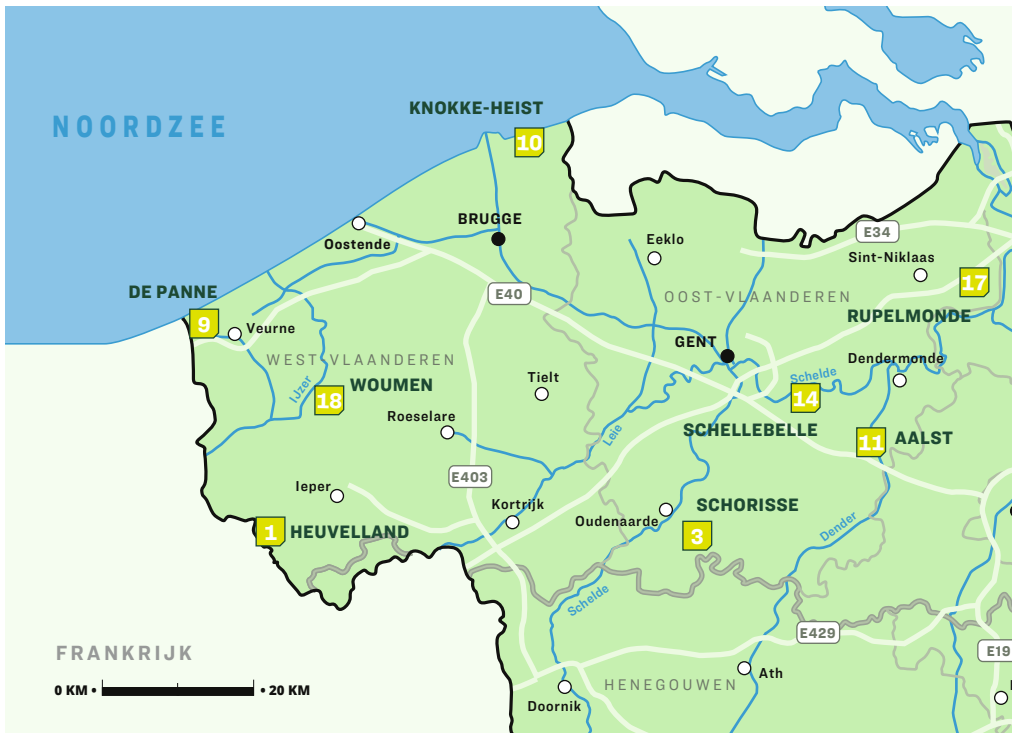 KNOKKE-HEIST
NOORDZEE
10
BRUGGE
Oostende
E34
Eeklo
Sint-Niklaas
17
DE PANNE
E40
OOST-VLAANDEREN
RUPELMONDE
9
Veurne
GENT
WEST-VLAANDEREN
Dendermonde
Tielt
Schelde
IJzer
WOUMEN
18
14
Roeselare
Leie
SCHELLEBELLE
11
AALST
E403
Ieper
Kortrijk
SCHORISSE
Oudenaarde
Dender
1
HEUVELLAND
3
Schelde
E429
FRANKRIJK
E19
Ath
0 KM • • 20 KM
HENEGOUWEN
Doornik